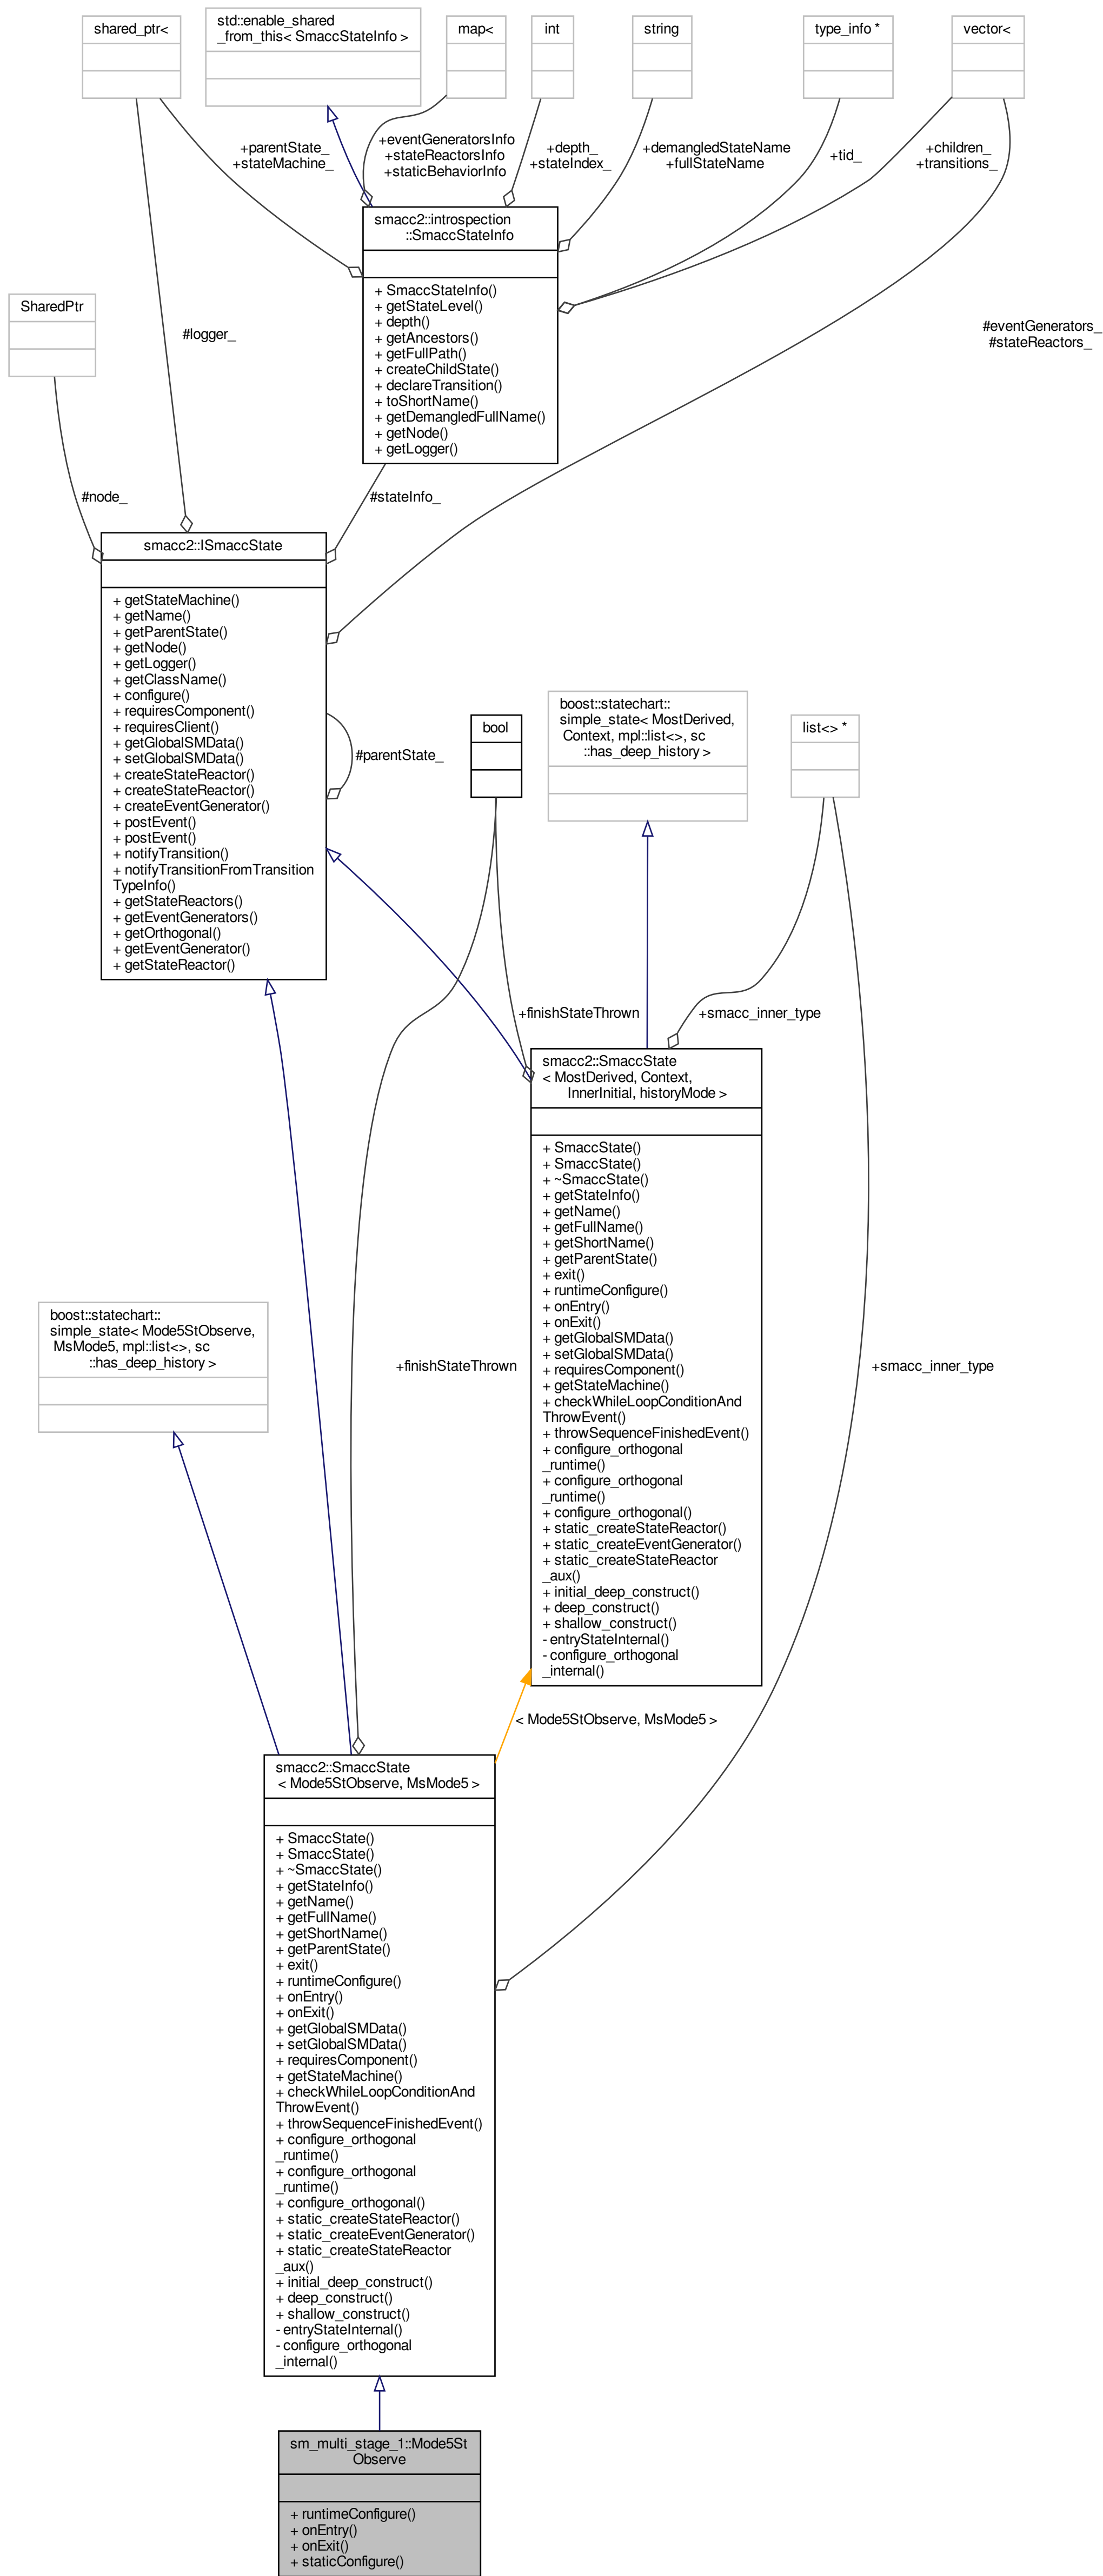 shared_ptr<
std::enable_shared
_from_this< SmaccStateInfo >
map<
int
string
type_info *
vector<
+parentState_
+stateMachine_
+eventGeneratorsInfo
+stateReactorsInfo
+staticBehaviorInfo
+depth_
+stateIndex_
+demangledStateName
+fullStateName
+tid_
+children_
+transitions_
smacc2::introspection
::SmaccStateInfo
+ SmaccStateInfo()
+ getStateLevel()
+ depth()
+ getAncestors()
+ getFullPath()
+ createChildState()
+ declareTransition()
+ toShortName()
+ getDemangledFullName()
+ getNode()
+ getLogger()
SharedPtr
#logger_
#eventGenerators_
#stateReactors_
#node_
#stateInfo_
smacc2::ISmaccState
+ getStateMachine()
+ getName()
+ getParentState()
+ getNode()
+ getLogger()
+ getClassName()
+ configure()
+ requiresComponent()
+ requiresClient()
+ getGlobalSMData()
+ setGlobalSMData()
+ createStateReactor()
+ createStateReactor()
+ createEventGenerator()
+ postEvent()
+ postEvent()
+ notifyTransition()
+ notifyTransitionFromTransition
TypeInfo()
+ getStateReactors()
+ getEventGenerators()
+ getOrthogonal()
+ getEventGenerator()
+ getStateReactor()
#parentState_
bool
boost::statechart::
simple_state< MostDerived,
Context, mpl::list<>, sc
::has_deep_history >
list<> *
+finishStateThrown
+smacc_inner_type
smacc2::SmaccState
< MostDerived, Context,
InnerInitial, historyMode >
+ SmaccState()
+ SmaccState()
+ ~SmaccState()
+ getStateInfo()
+ getName()
+ getFullName()
+ getShortName()
+ getParentState()
+ exit()
+ runtimeConfigure()
+ onEntry()
+ onExit()
+ getGlobalSMData()
+ setGlobalSMData()
+ requiresComponent()
+ getStateMachine()
+ checkWhileLoopConditionAnd
ThrowEvent()
+ throwSequenceFinishedEvent()
+ configure_orthogonal
_runtime()
+ configure_orthogonal
_runtime()
+ configure_orthogonal()
+ static_createStateReactor()
+ static_createEventGenerator()
+ static_createStateReactor
_aux()
+ initial_deep_construct()
+ deep_construct()
+ shallow_construct()
- entryStateInternal()
- configure_orthogonal
_internal()
boost::statechart::
simple_state< Mode5StObserve,
MsMode5, mpl::list<>, sc
::has_deep_history >
+finishStateThrown
+smacc_inner_type
< Mode5StObserve, MsMode5 >
smacc2::SmaccState
< Mode5StObserve, MsMode5 >
+ SmaccState()
+ SmaccState()
+ ~SmaccState()
+ getStateInfo()
+ getName()
+ getFullName()
+ getShortName()
+ getParentState()
+ exit()
+ runtimeConfigure()
+ onEntry()
+ onExit()
+ getGlobalSMData()
+ setGlobalSMData()
+ requiresComponent()
+ getStateMachine()
+ checkWhileLoopConditionAnd
ThrowEvent()
+ throwSequenceFinishedEvent()
+ configure_orthogonal
_runtime()
+ configure_orthogonal
_runtime()
+ configure_orthogonal()
+ static_createStateReactor()
+ static_createEventGenerator()
+ static_createStateReactor
_aux()
+ initial_deep_construct()
+ deep_construct()
+ shallow_construct()
- entryStateInternal()
- configure_orthogonal
_internal()
sm_multi_stage_1::Mode5St
Observe
+ runtimeConfigure()
+ onEntry()
+ onExit()
+ staticConfigure()